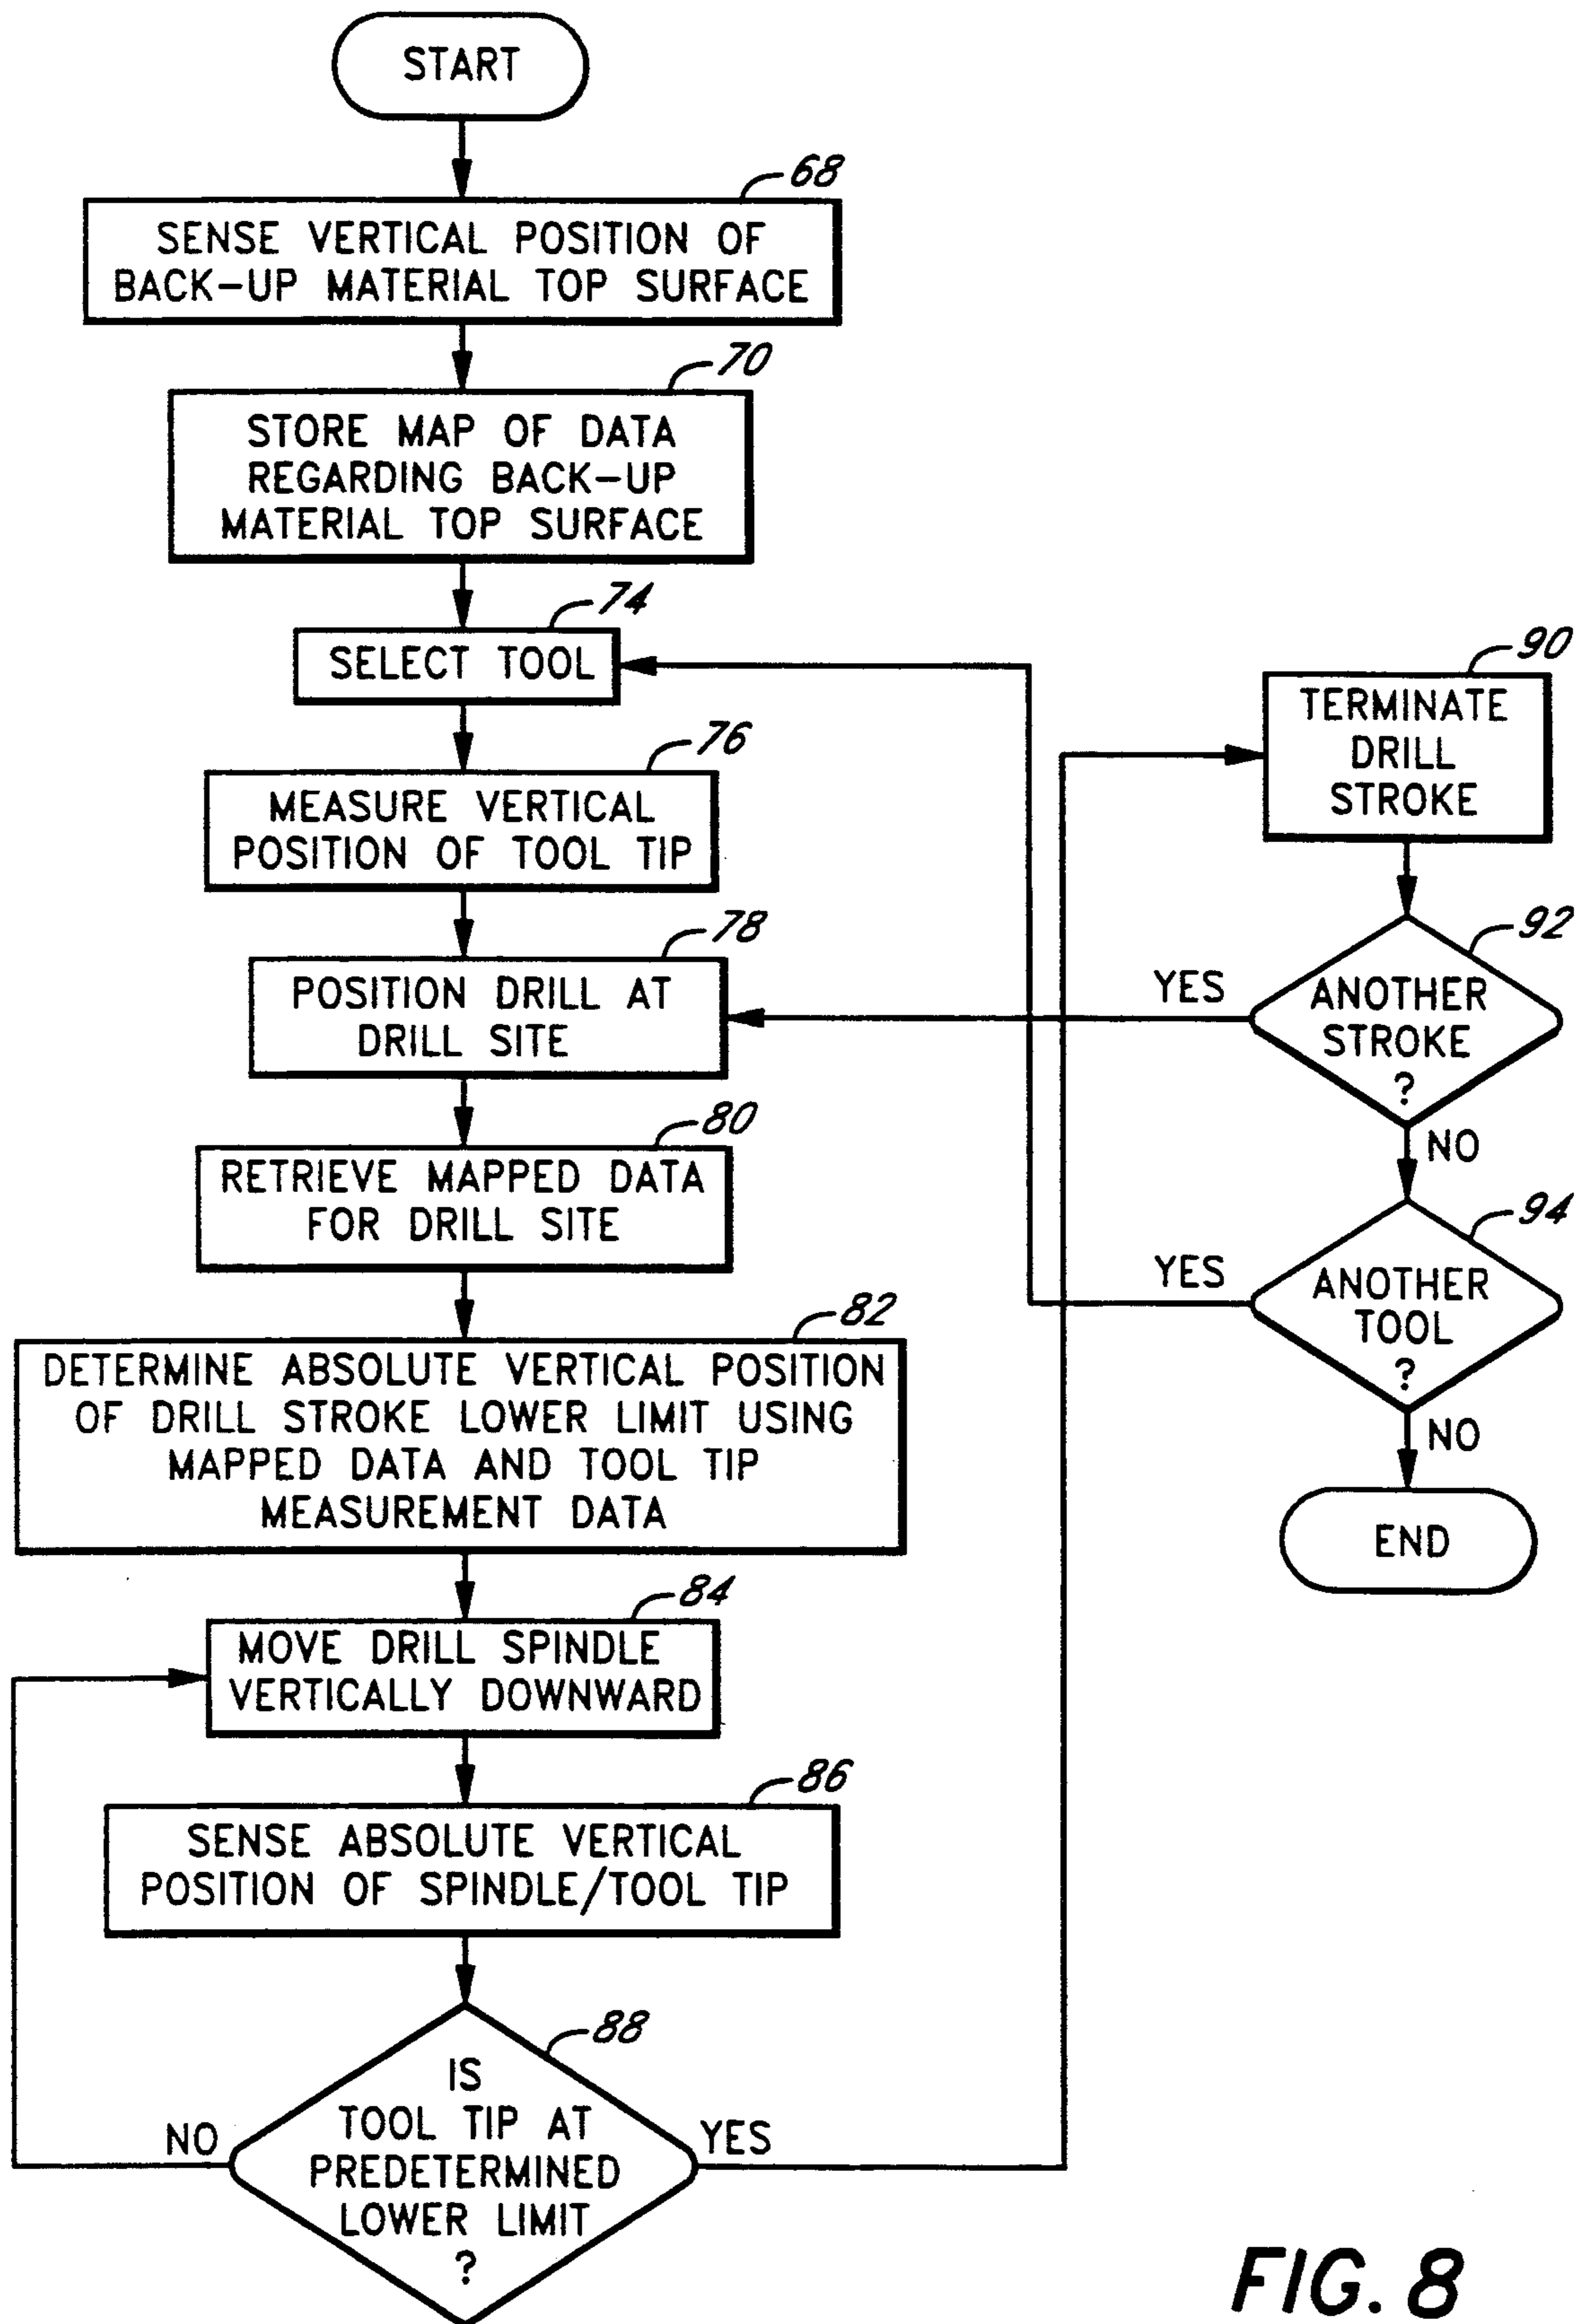 START
68
SENSE VERTICAL POSITION OF
BACK-UP MATERIAL TOP SURFACE
70
STORE MAP OF DATA
REGARDING BACK-UP
MATERIAL TOP SURFACE
74
SELECT TOOL
76
MEASURE VERTICAL
POSITION OF TOOL TIP
78
POSITION DRILL AT
DRILL SITE
80
RETRIEVE MAPPED DATA
FOR DRILL SITE
82
DETERMINE ABSOLUTE VERTICAL POSITION
OF DRILL STROKE LOWER LIMIT USING
MAPPED DATA AND TOOL TIP
MEASUREMENT DATA
84
MOVE DRILL SPINDLE
VERTICALLY DOWNWARD
86
SENSE ABSOLUTE VERTICAL
POSITION OF SPINDLE/TOOL TIP
88
IS
TOOL TIP AT
PREDETERMINED
LOWER LIMIT
?
NO
YES
90
TERMINATE
DRILL
STROKE
92
ANOTHER
STROKE
?
YES
NO
94
ANOTHER
TOOL
?
YES
NO
END
FIG. 8